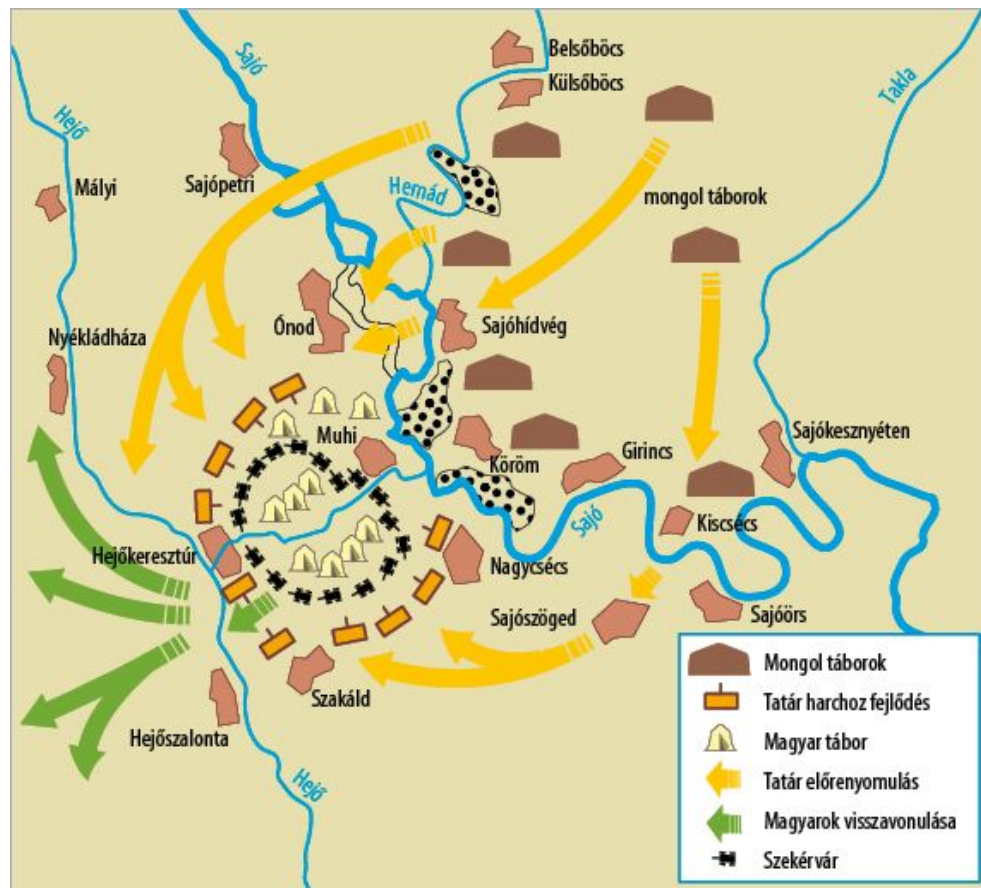 Belsőböcs
Külsőböcs
Sajó
Takla
Hejő
Sajópetri
Mályi
Hernád
mongol táborok
Nyékládháza
Ónod
Sajóhídvég
Muhi
Köröm
Girincs
Sajókesznyéten
Sajó
Kiscsécs
Hejőkeresztúr
Nagycsécs
Sajószöged
Sajóörs
Szakáld
Hejőszalonta
Hejő
Mongol táborok
Tatár harchoz fejlődés
Magyar tábor
Tatár előrenyomulás
Magyarok visszavonulása
Szekérvár